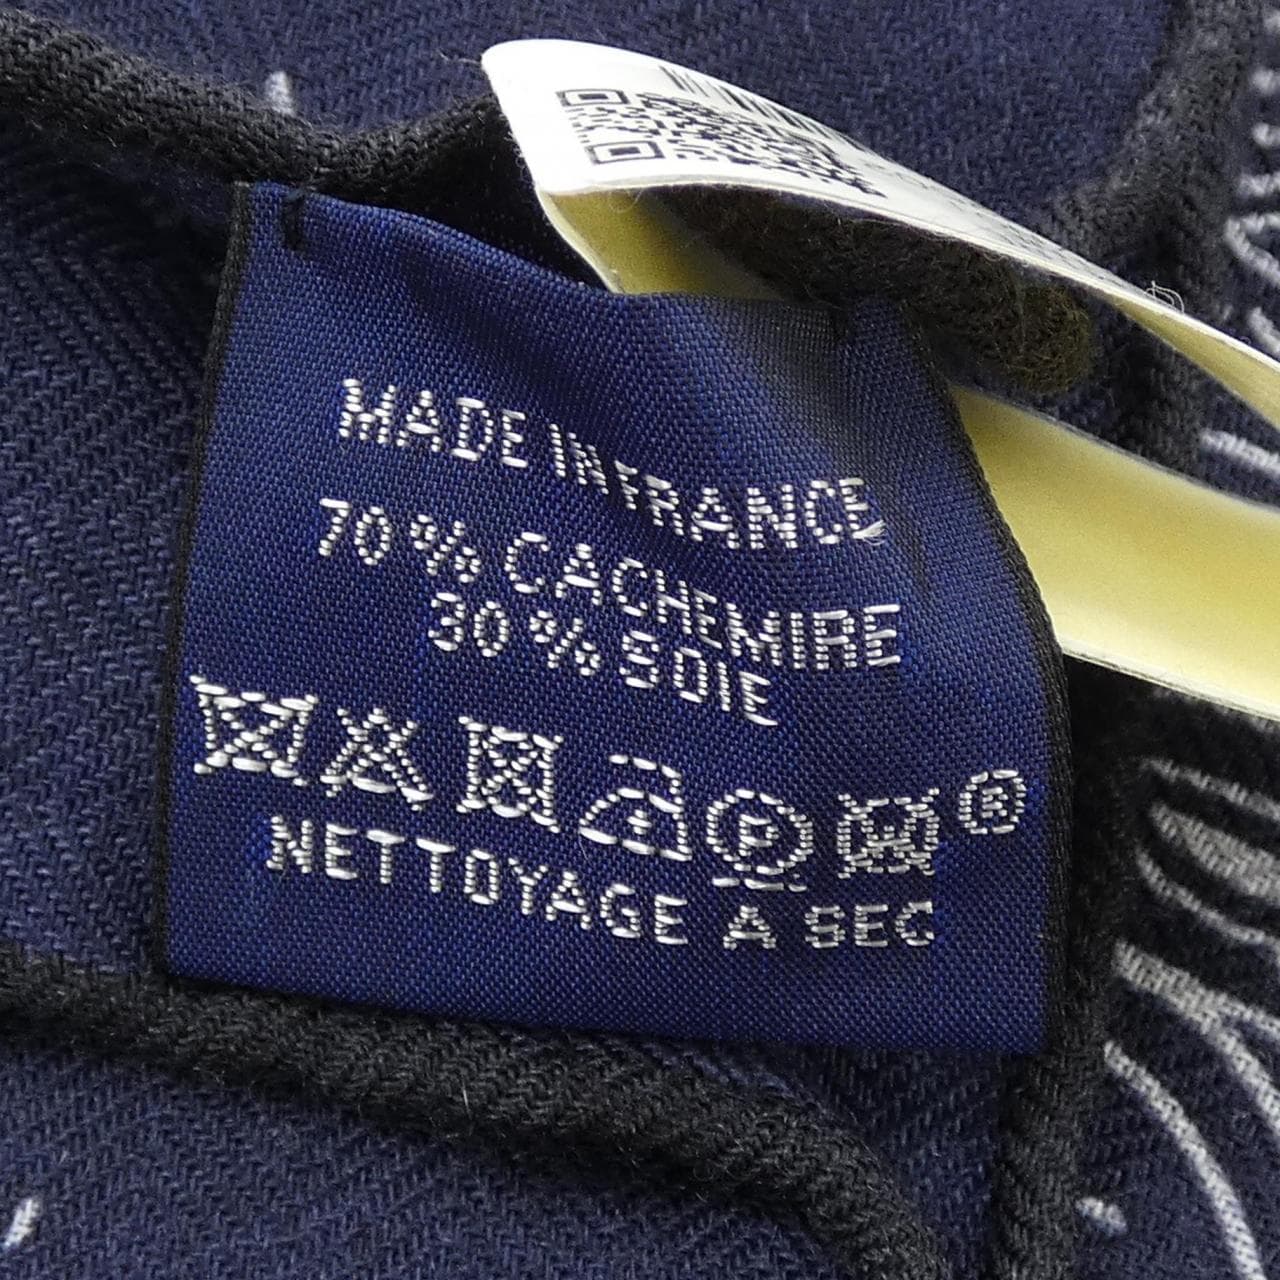 MADE IN FRANCE
70% CACHEMIRE
30% SOIE
P W ®
NETTOYAGE A SEC